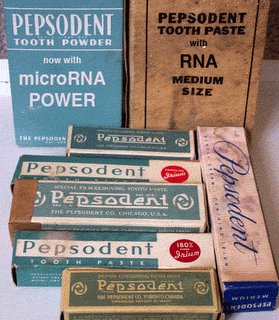 PEPSODENT
TOOTH POWDER
now with
microRNA
POWER
THE PEPSODENT
PEPSODENT
TOOTH PASTE
with
RNA
MEDIUM
SIZE
Pepsodent
Pepsodent
Irium
SPECIAL FILM-REMOVING TOOTH PASTE
Pepsodent
THE PEPSODENT CO., CHICAGO, U.S.A.
Pepsodent
TOOTH PASTE
Irium
Pepsodent
THE PEPSODENT CO. TORONTO CANADA
Pepsodent
MEDIUM